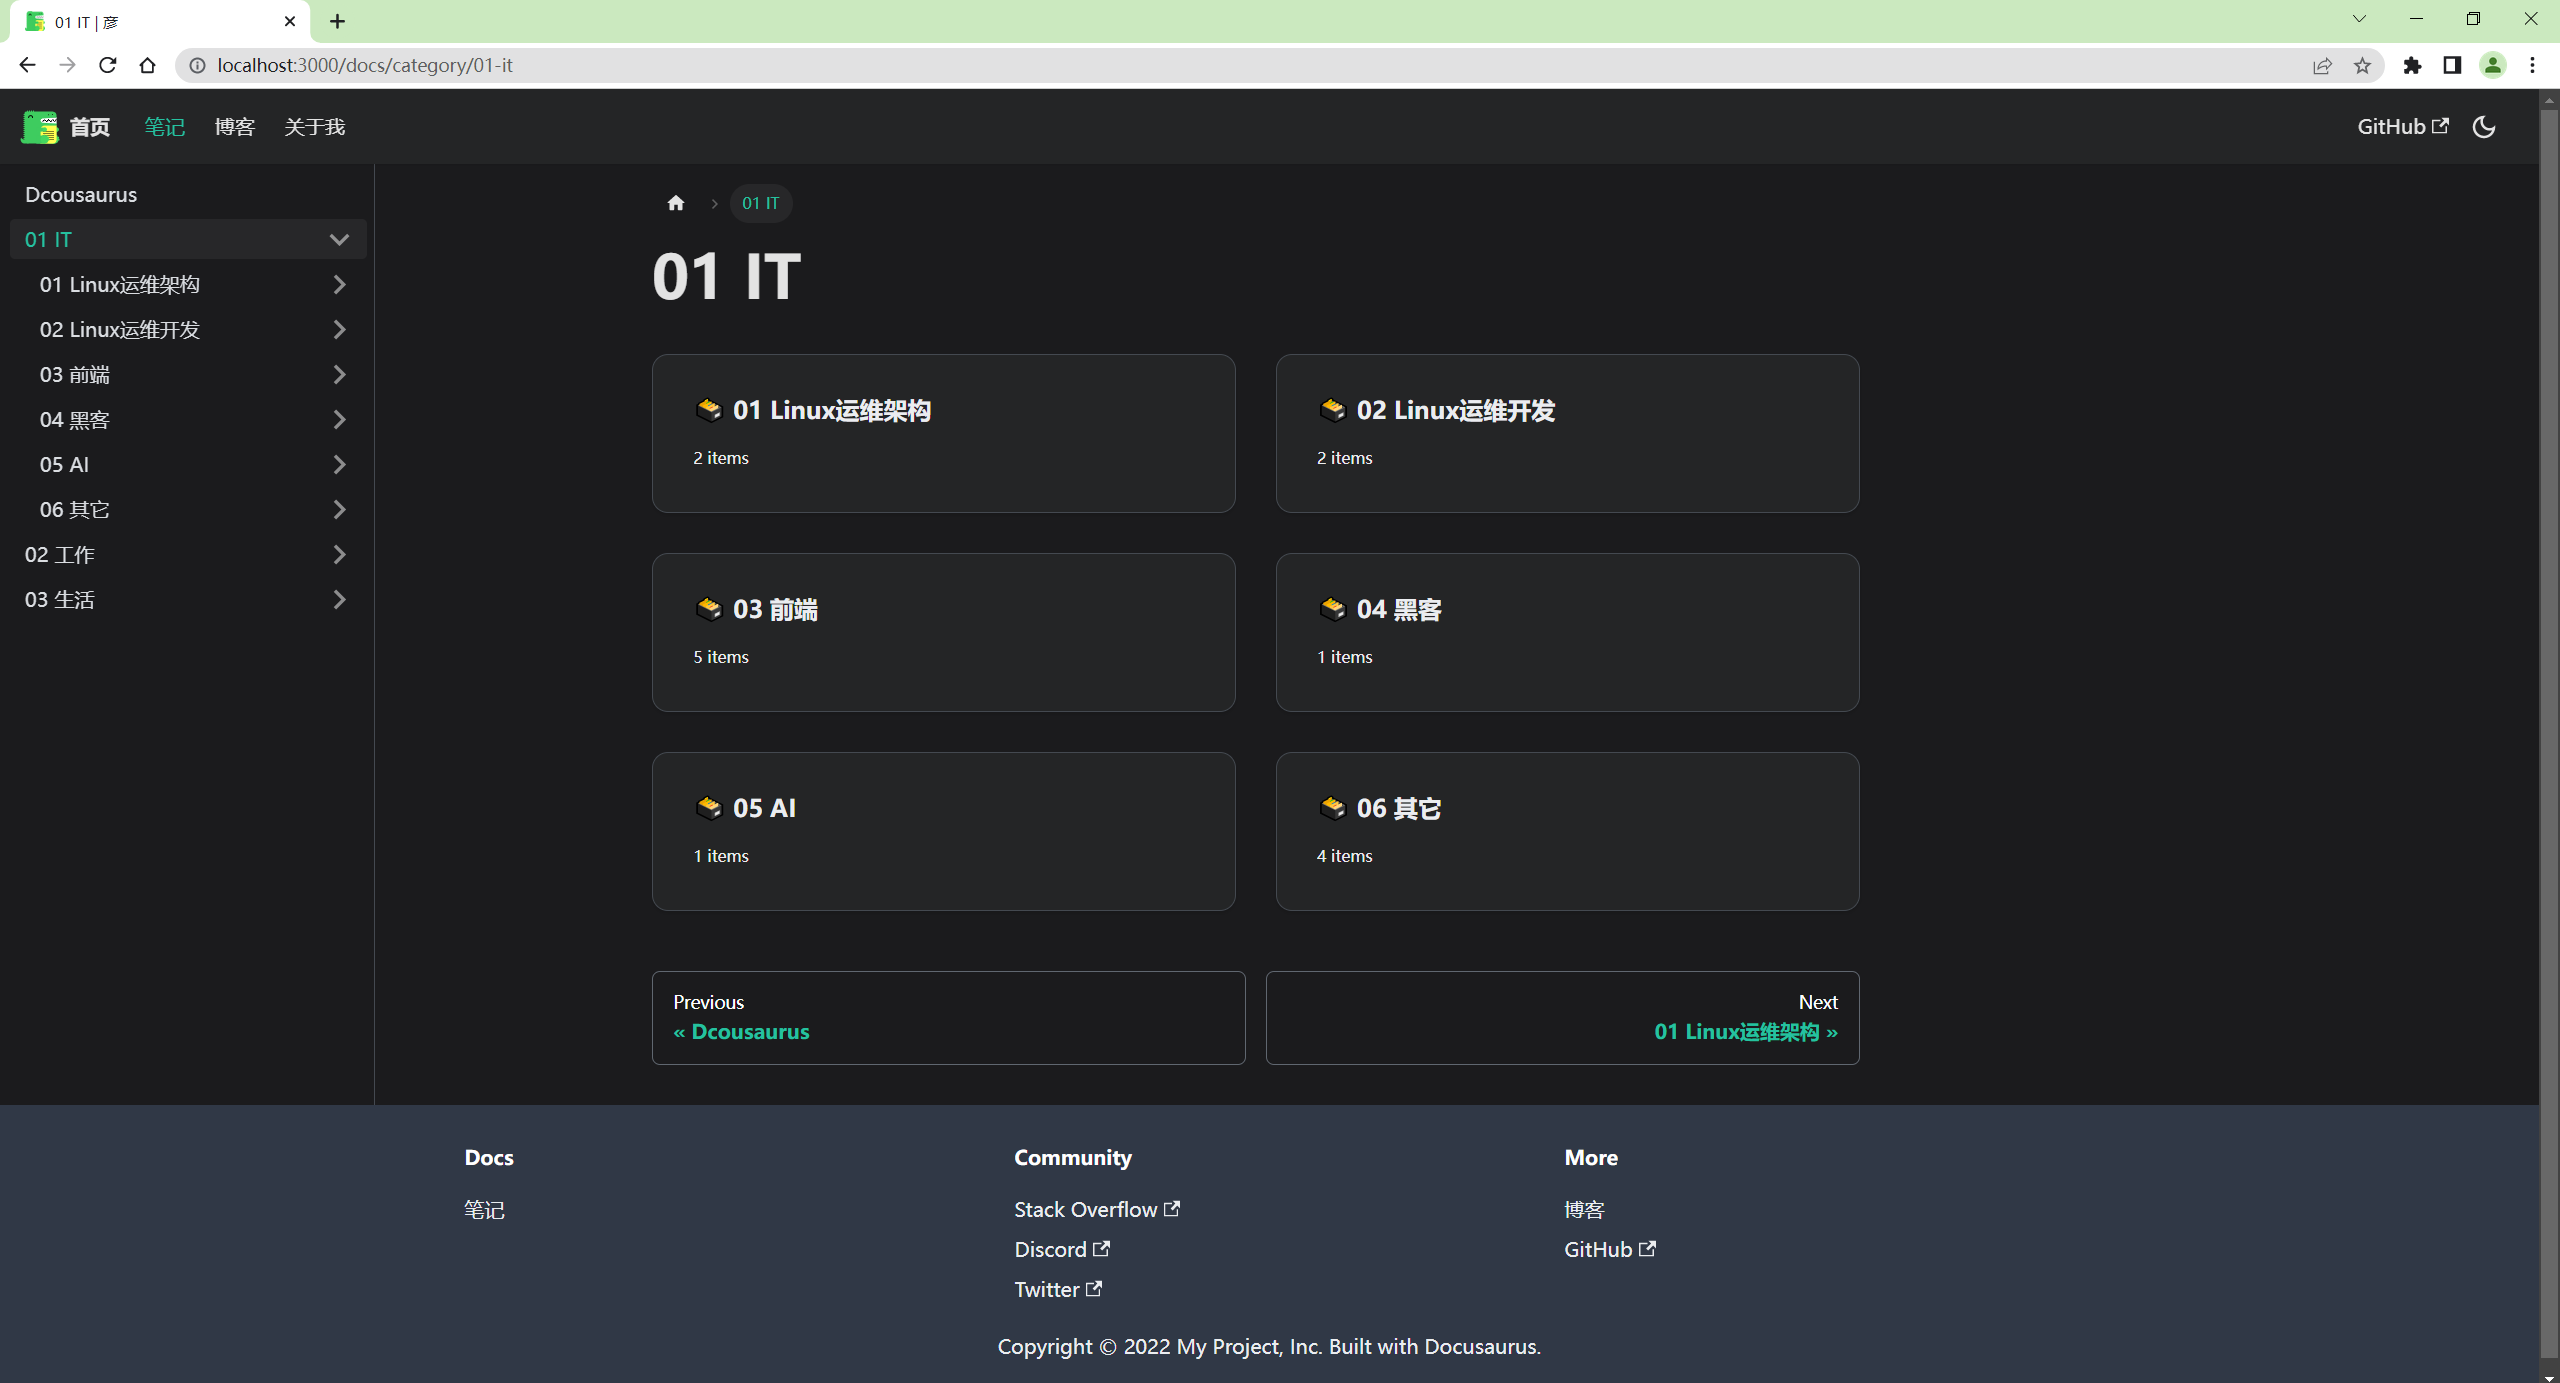 01 IT | 彦
localhost:3000/docs/category/01-it
首页 笔记 博客 关于我 GitHub
Dcousaurus
01 IT
01 Linux运维架构
02 Linux运维开发
03 前端
04 黑客
05 AI
06 其它
02 工作
03 生活
01 IT
01 IT
01 Linux运维架构
2 items
02 Linux运维开发
2 items
03 前端
5 items
04 黑客
1 items
05 AI
1 items
06 其它
4 items
Previous
« Dcousaurus
Next
01 Linux运维架构 »
Docs
笔记
Community
Stack Overflow
Discord
Twitter
More
博客
GitHub
Copyright © 2022 My Project, Inc. Built with Docusaurus.